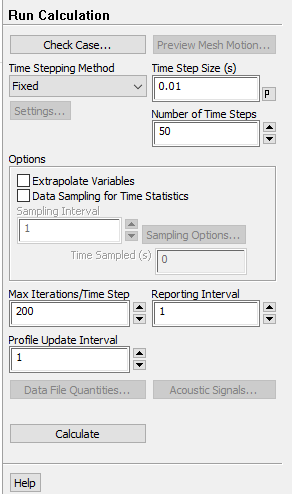 Run Calculation
Check Case... Preview Mesh Motion...
Time Stepping Method Time Step Size (s)
Fixed 0.01 P
Settings... Number of Time Steps
50
Options
Extrapolate Variables
Data Sampling for Time Statistics
Sampling Interval
1 Sampling Options...
Time Sampled (s) 0
Max Iterations/Time Step Reporting Interval
200 1
Profile Update Interval
1
Data File Quantities... Acoustic Signals...
Calculate
Help